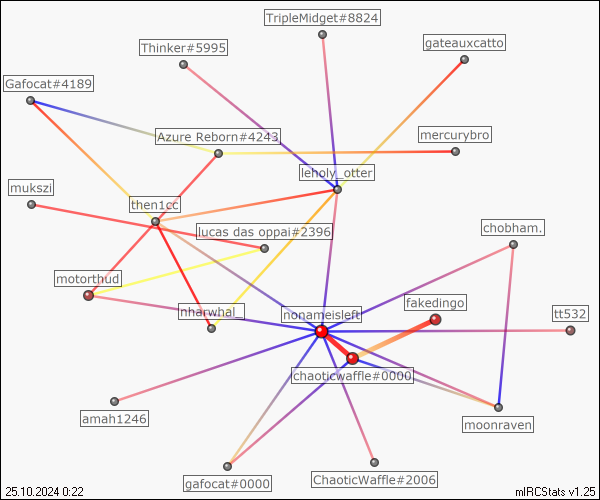 TripleMidget#8824
Thinker#5995
gateauxcatto
Gafocat#4189
Azure Reborn#4243
mercurybro
leholy_otter
mukszi
then1cc
lucas das oppai#2396
chobham.
motorthud
nharwhal_
nonameisleft
fakedingo
tt532
chaoticwaffle#0000
amah1246
moonraven
gafocat#0000
ChaoticWaffle#2006
25.10.2024 0:22
mIRCStats v1.25